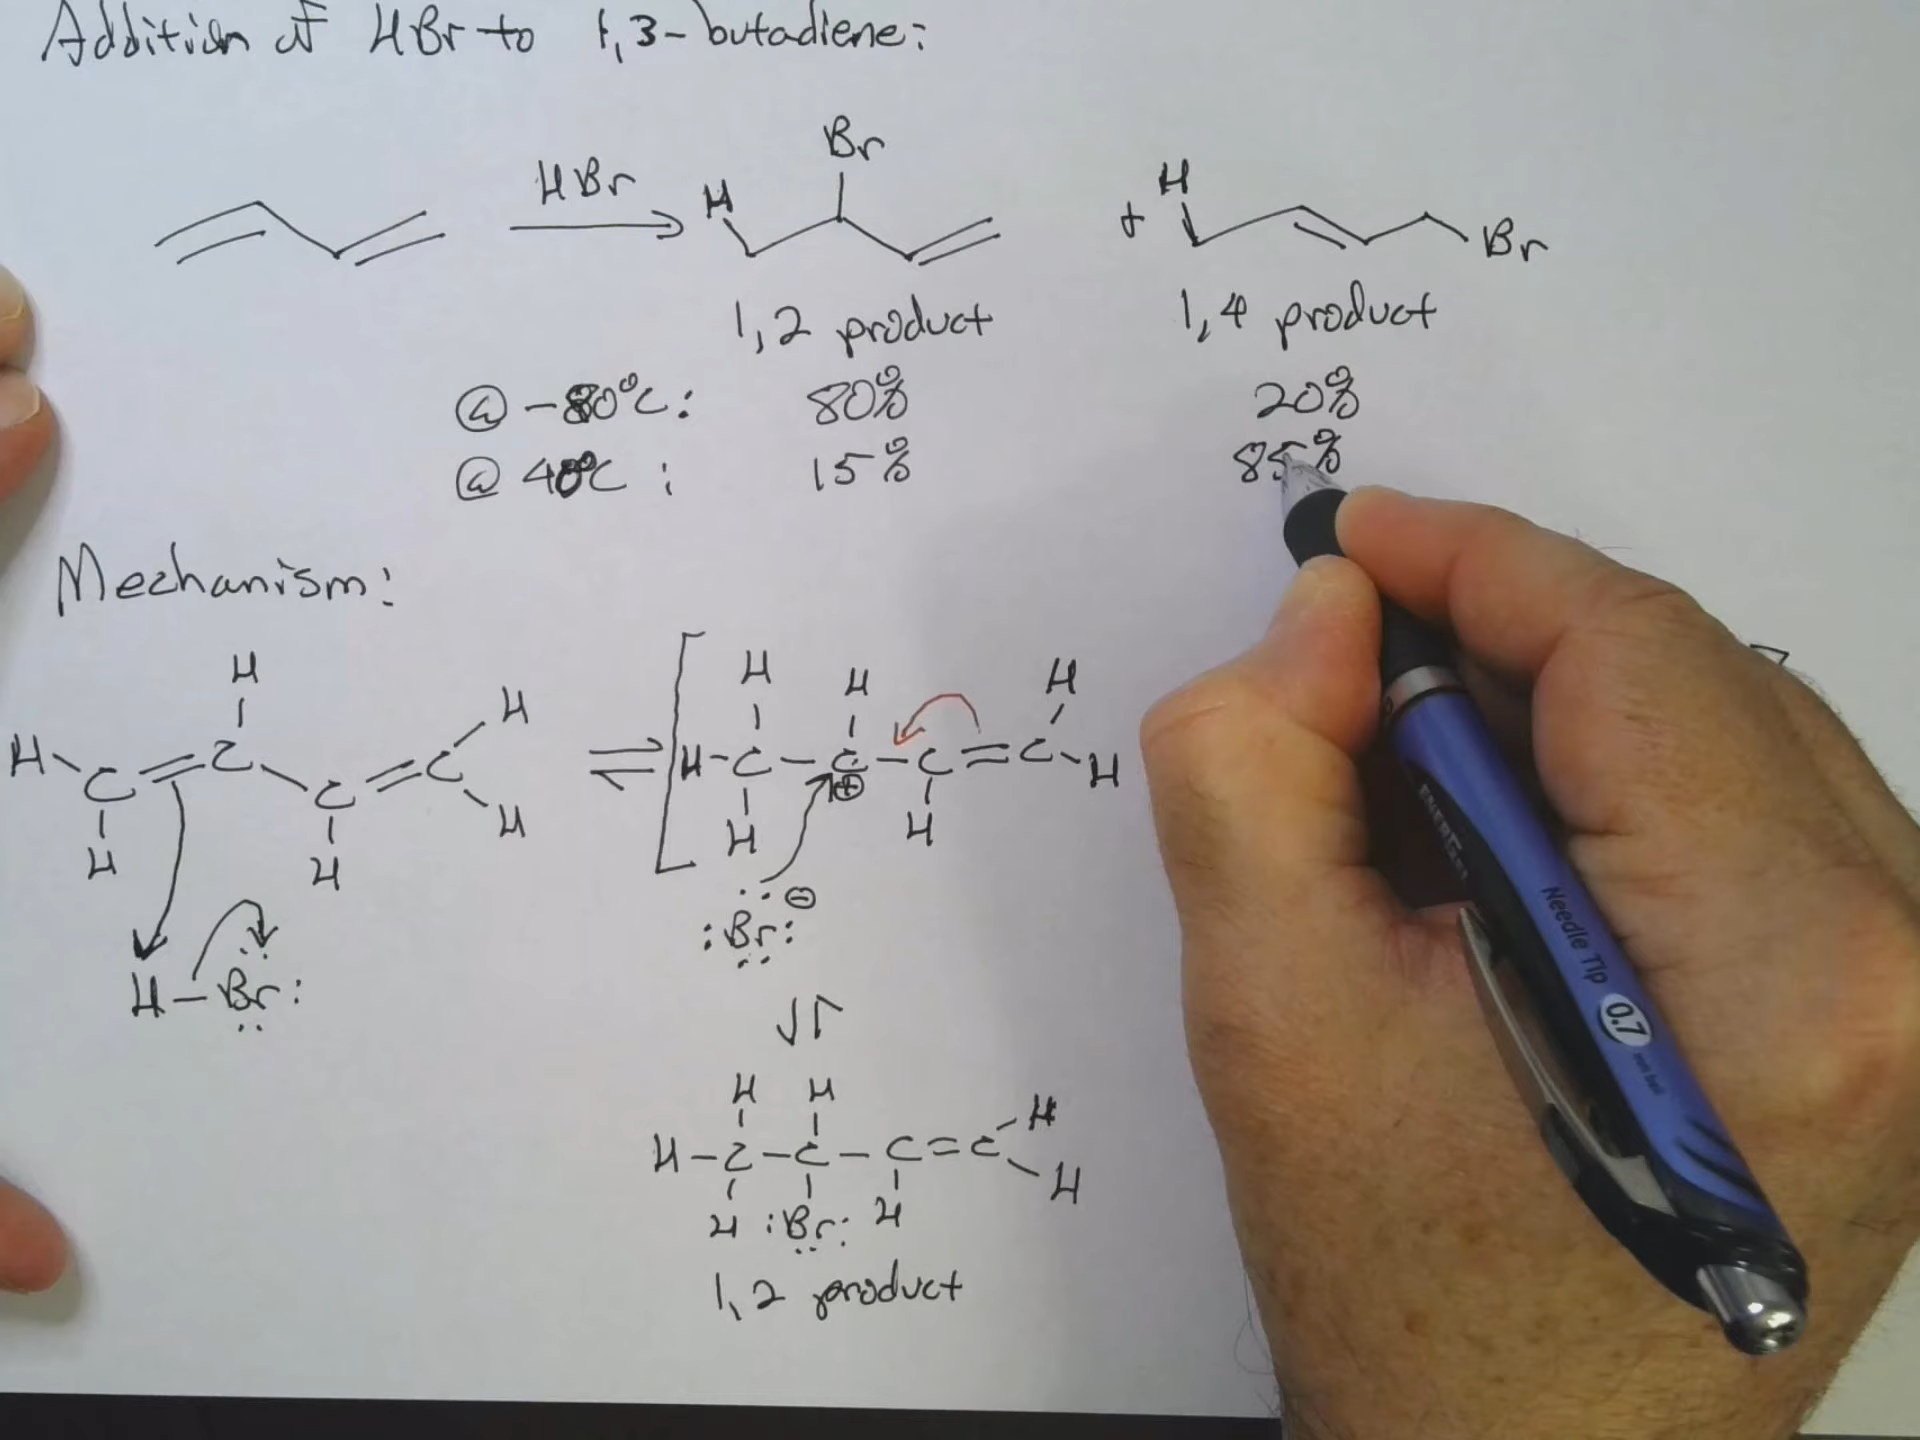 Addition of HBr to 1,3-butadiene:
HBr
H
Br
+
H
Br
1,2 product
1,4 product
@ -80°C: 80% 20%
@ 40°C : 15% 85%
Mechanism:
H H H H H
H C C H H-C-C-C=C
C C H ⊕ H
H H H H H
⊖
H-Br: :Br:
H H H
H-C-C-C=C
H
H :Br: H
1,2 product
ENERGEL
Needle Tip 0.7